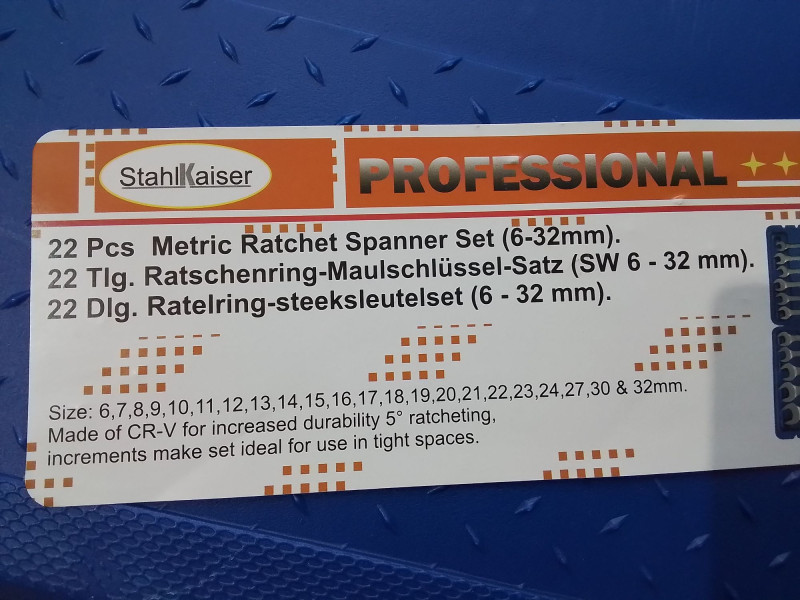 StahlKaiser
PROFESSIONAL
22 Pcs Metric Ratchet Spanner Set (6-32mm).
22 Tlg. Ratschenring-Maulschlüssel-Satz (SW 6 - 32 mm).
22 Dlg. Ratelring-steeksleutelset (6 - 32 mm).
Size: 6,7,8,9,10,11,12,13,14,15,16,17,18,19,20,21,22,23,24,27,30 & 32mm.
Made of CR-V for increased durability 5° ratcheting,
increments make set ideal for use in tight spaces.